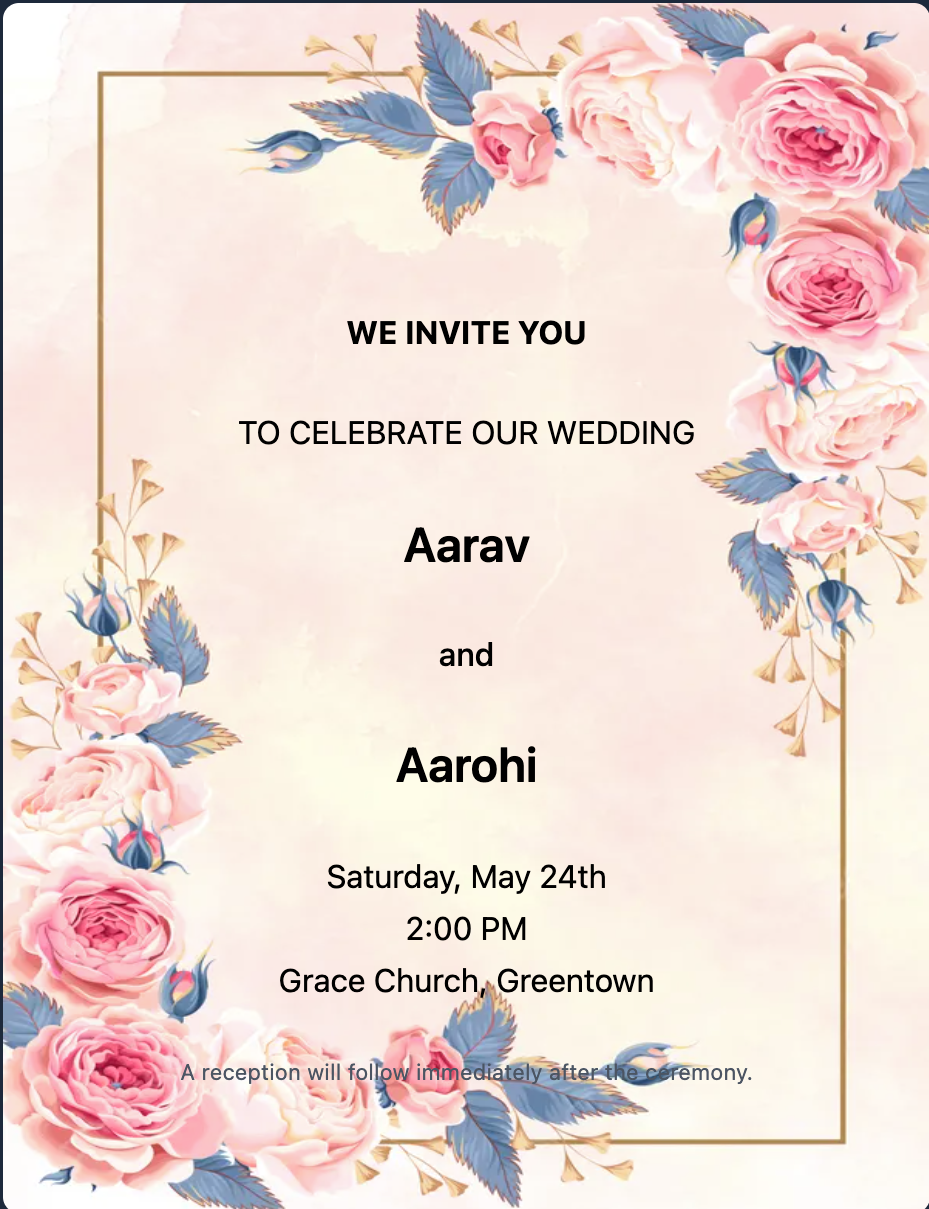 WE INVITE YOU
TO CELEBRATE OUR WEDDING
Aarav
and
Aarohi
Saturday, May 24th
2:00 PM
Grace Church, Greentown
A reception will follow immediately after the ceremony.